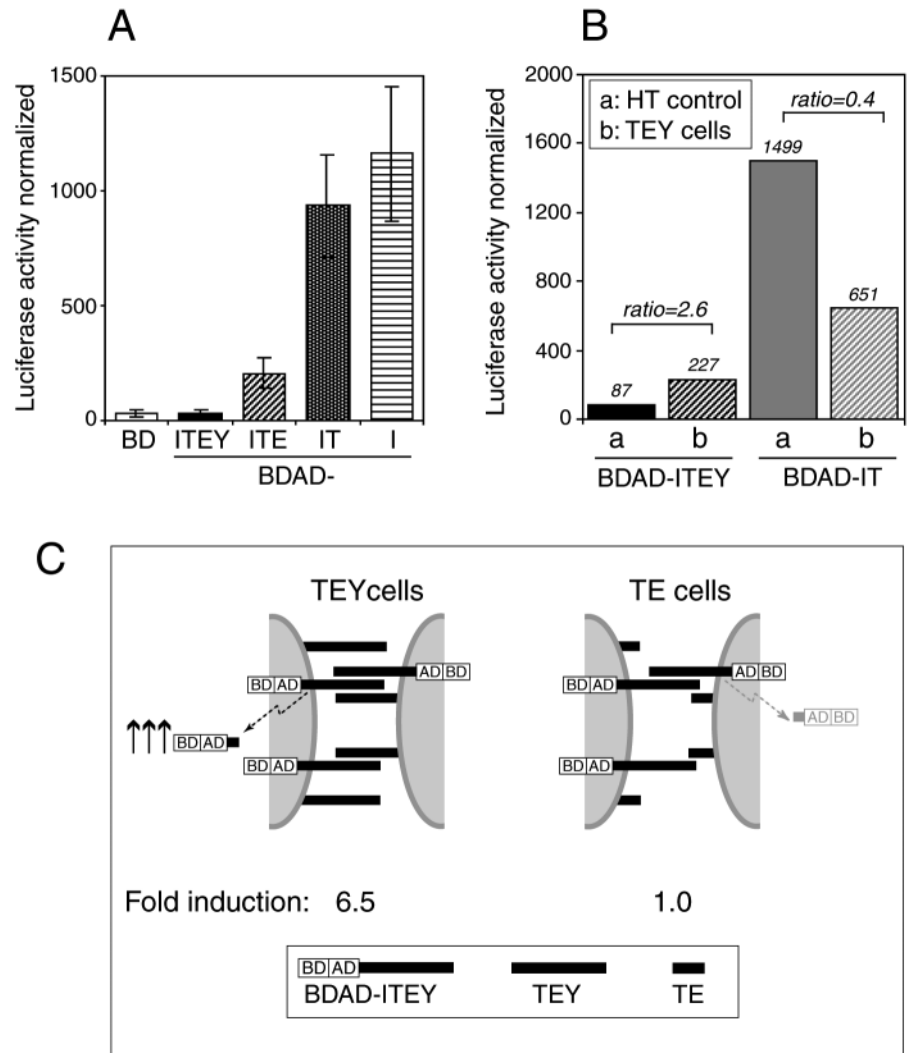 A
Luciferase activity normalized
1500
1000
500
0
BD ITEY ITE IT I
BDAD-
B
Luciferase activity normalized
2000
1600
1200
800
400
0
a: HT control
b: TEY cells
ratio=0.4
1499
651
ratio=2.6
87
227
a b a b
BDAD-ITEY BDAD-IT
C
TEYcells TE cells
BD AD AD BD BD AD AD BD
BD AD AD BD
BD AD BD AD
Fold induction: 6.5 1.0
BD AD
BDAD-ITEY TEY TE